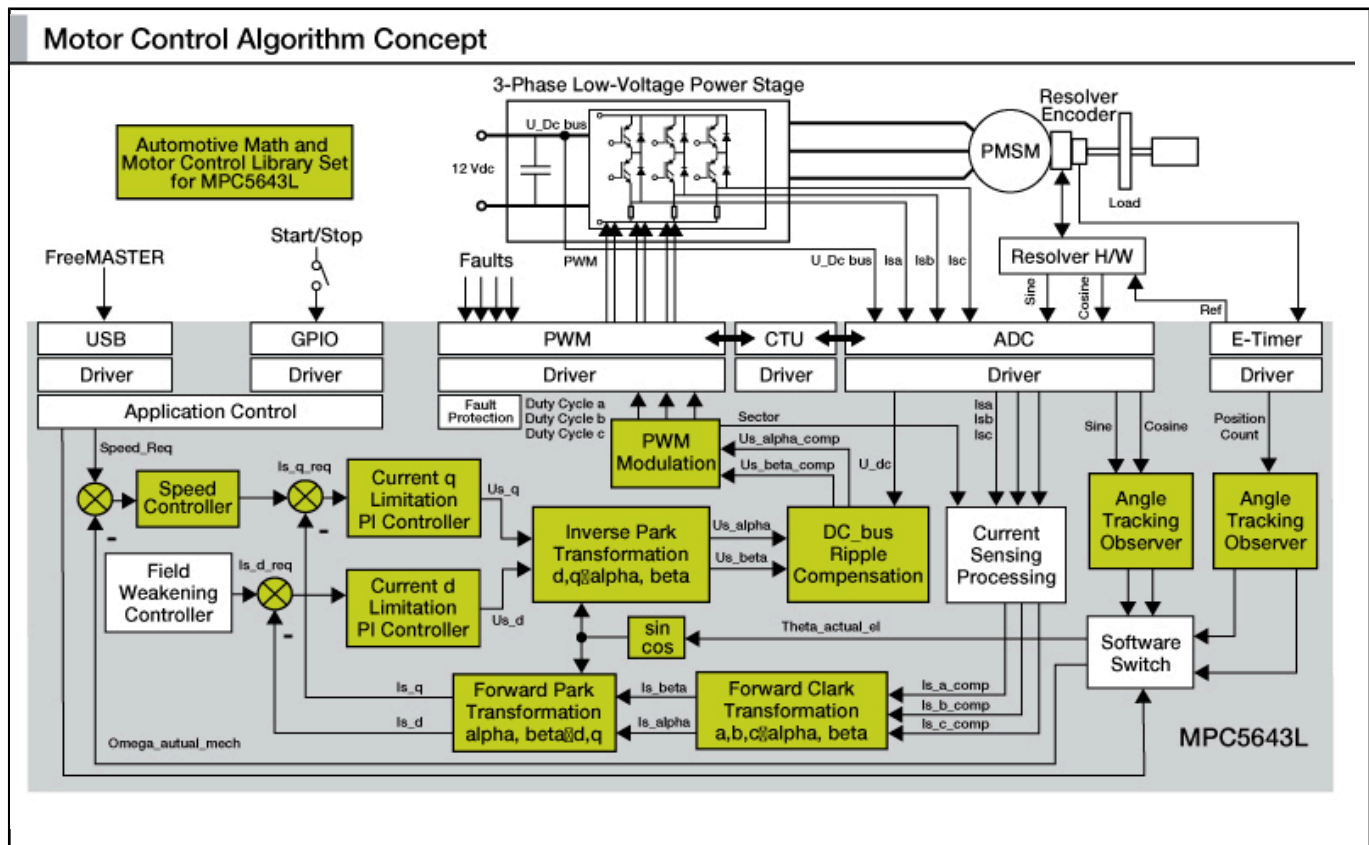 Motor Control Algorithm Concept
3-Phase Low-Voltage Power Stage
Resolver
Encoder
Automotive Math and
Motor Control Library Set
for MPC5643L
U_Dc bus
12 Vdc
PMSM
Load
FreeMASTER
Start/Stop
Faults
PWM
U_Dc bus
Isa
Isb
Isc
Resolver H/W
Sine
Cosine
Ref
USB
GPIO
PWM
CTU
ADC
E-Timer
Driver
Driver
Driver
Driver
Driver
Driver
Application Control
Fault
Protection
Duty Cycle a
Duty Cycle b
Duty Cycle c
Sector
Isa
Isb
Isc
Sine
Cosine
Position
Count
Speed_Req
Is_q_req
PWM
Modulation
Us_alpha_comp
Us_beta_comp
U_dc
Speed
Controller
Current q
Limitation
PI Controller
Us_q
Inverse Park
Transformation
d,q▯alpha, beta
Us_alpha
Us_beta
DC_bus
Ripple
Compensation
Current
Sensing
Processing
Angle
Tracking
Observer
Angle
Tracking
Observer
-
Field
Weakening
Controller
Is_d_req
-
Current d
Limitation
PI Controller
Us_d
-
sin
cos
Theta_actual_el
Software
Switch
Is_q
Is_d
Forward Park
Transformation
alpha, beta▯d,q
Is_beta
Is_alpha
Forward Clark
Transformation
a,b,c▯alpha, beta
Is_a_comp
Is_b_comp
Is_c_comp
Omega_autual_mech
MPC5643L